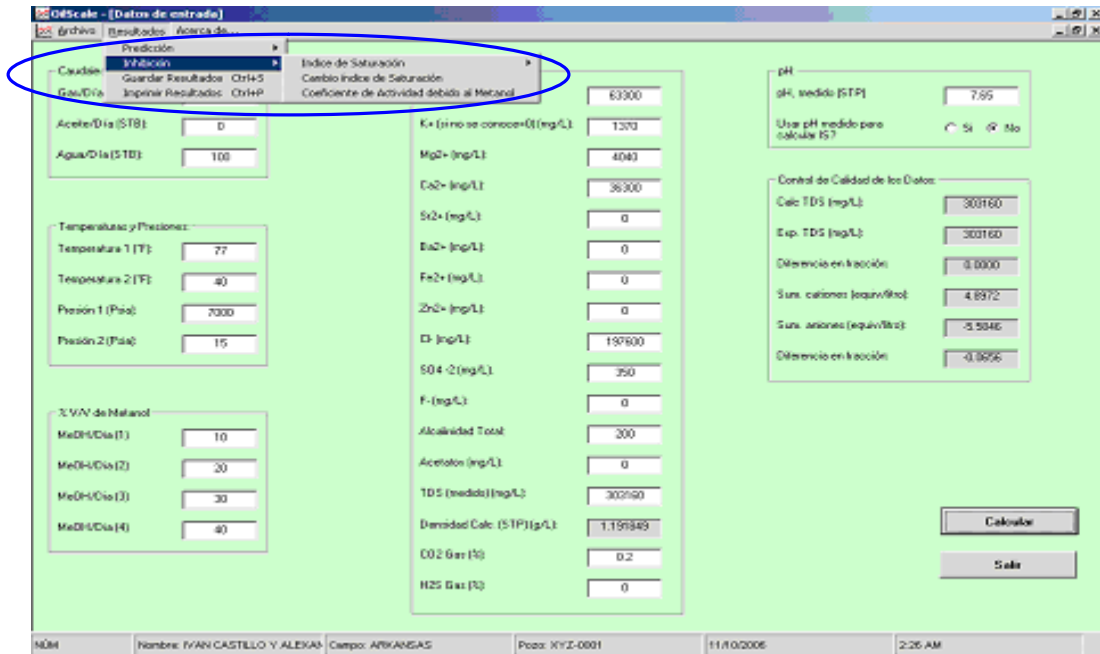 OilScale - [Datos de entrada]
Archivo Resultados Acerca de...
Predicción
Inhibición
Guardar Resultados Ctrl+S
Imprimir Resultados Ctrl+P
Indice de Saturación
Cambio índice de Saturación
Coeficiente de Actividad debido al Metanol
Gas/Día
Aceite/Día (STB): 0
Agua/Día (STB): 100
Temperaturas y Presiones:
Temperatura 1 (°F): 77
Temperatura 2 (°F): 40
Presión 1 (Psia): 7000
Presión 2 (Psia): 15
% V/V de Metanol
MeOH/Día (1) 10
MeOH/Día (2) 20
MeOH/Día (3) 30
MeOH/Día (4) 40
63300
K+ (si no se conoce=0) (mg/L): 1370
Mg2+ (mg/L): 4040
Ca2+ (mg/L): 36300
Sr2+ (mg/L): 0
Ba2+ (mg/L): 0
Fe2+ (mg/L): 0
Zn2+ (mg/L): 0
Cl- (mg/L): 197600
SO4 -2 (mg/L): 350
F- (mg/L): 0
Alcalinidad Total: 200
Acetatos (mg/L): 0
TDS (medido) (mg/L): 303160
Densidad Calc. (STP) (g/L): 1.191849
CO2 Gas (%): 0.2
H2S Gas (%): 0
pH
pH, medido (STP) 7.65
Usar pH medido para
calcular IS? Si No
Control de Calidad de los Datos:
Calc TDS (mg/L): 303160
Exp. TDS (mg/L): 303160
Diferencia en fracción: 0.0000
Sum. cationes (equiv/litro): 4.8972
Sum. aniones (equiv/litro): -5.5846
Diferencia en fracción: -0.0656
Calcular
Salir
NÚM Nombre: IVAN CASTILLO Y ALEXAN Campo: ARKANSAS Pozo: XYZ-0001 11/10/2006 2:26 AM